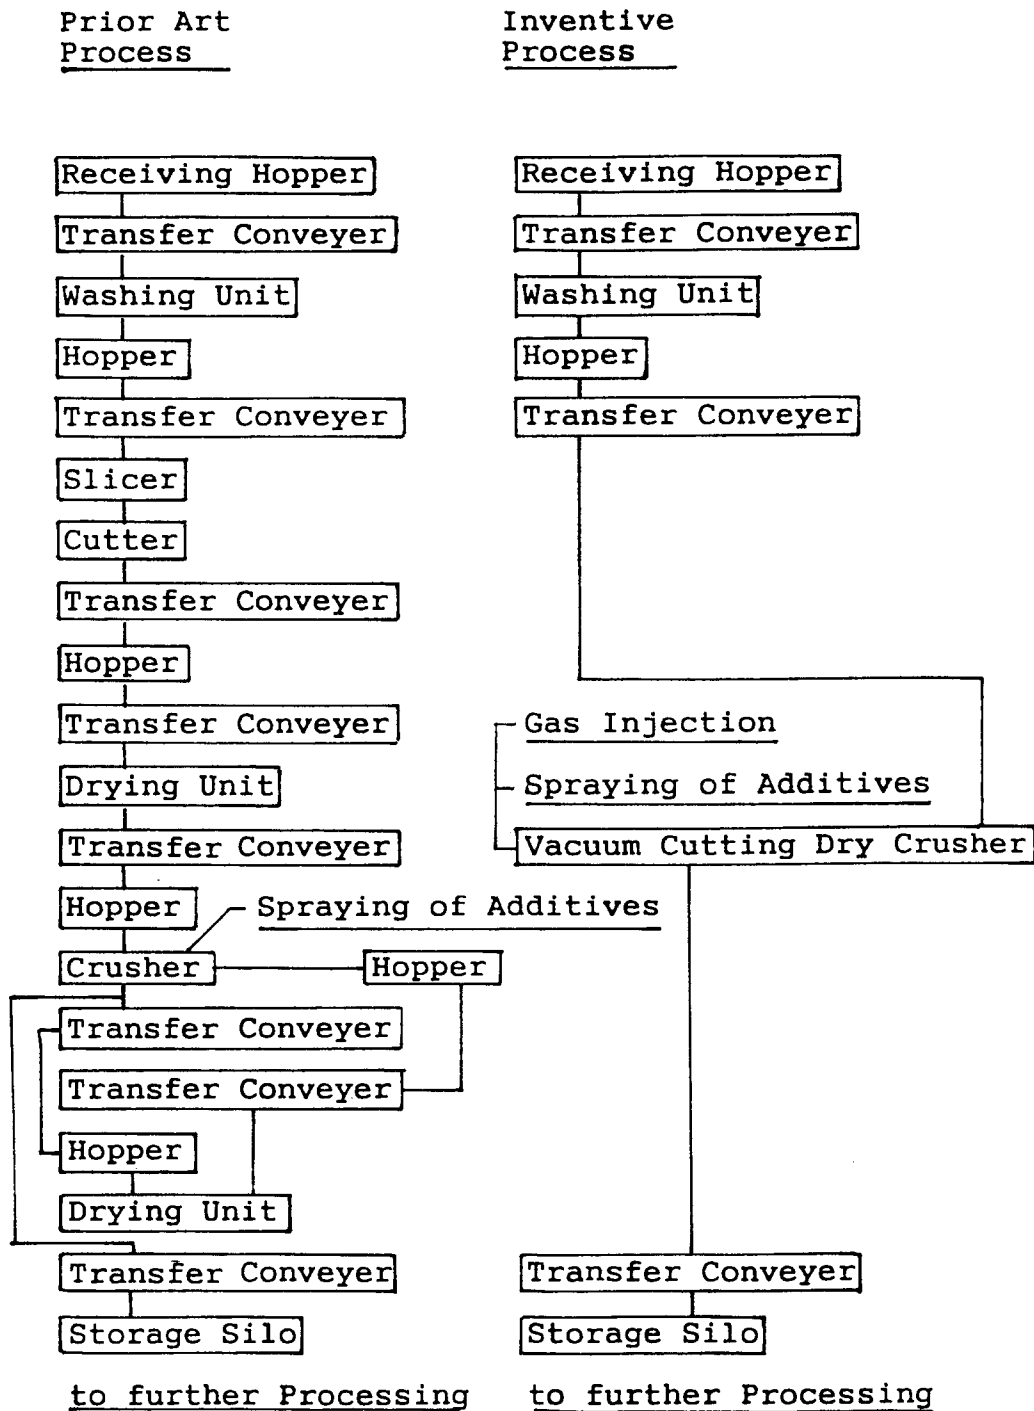 Prior Art
Process
Receiving Hopper
Transfer Conveyer
Washing Unit
Hopper
Transfer Conveyer
Slicer
Cutter
Transfer Conveyer
Hopper
Transfer Conveyer
Drying Unit
Transfer Conveyer
Hopper
Spraying of Additives
Crusher
Hopper
Transfer Conveyer
Transfer Conveyer
Hopper
Drying Unit
Transfer Conveyer
Storage Silo
to further Processing
Inventive
Process
Receiving Hopper
Transfer Conveyer
Washing Unit
Hopper
Transfer Conveyer
Gas Injection
Spraying of Additives
Vacuum Cutting Dry Crusher
Transfer Conveyer
Storage Silo
to further Processing